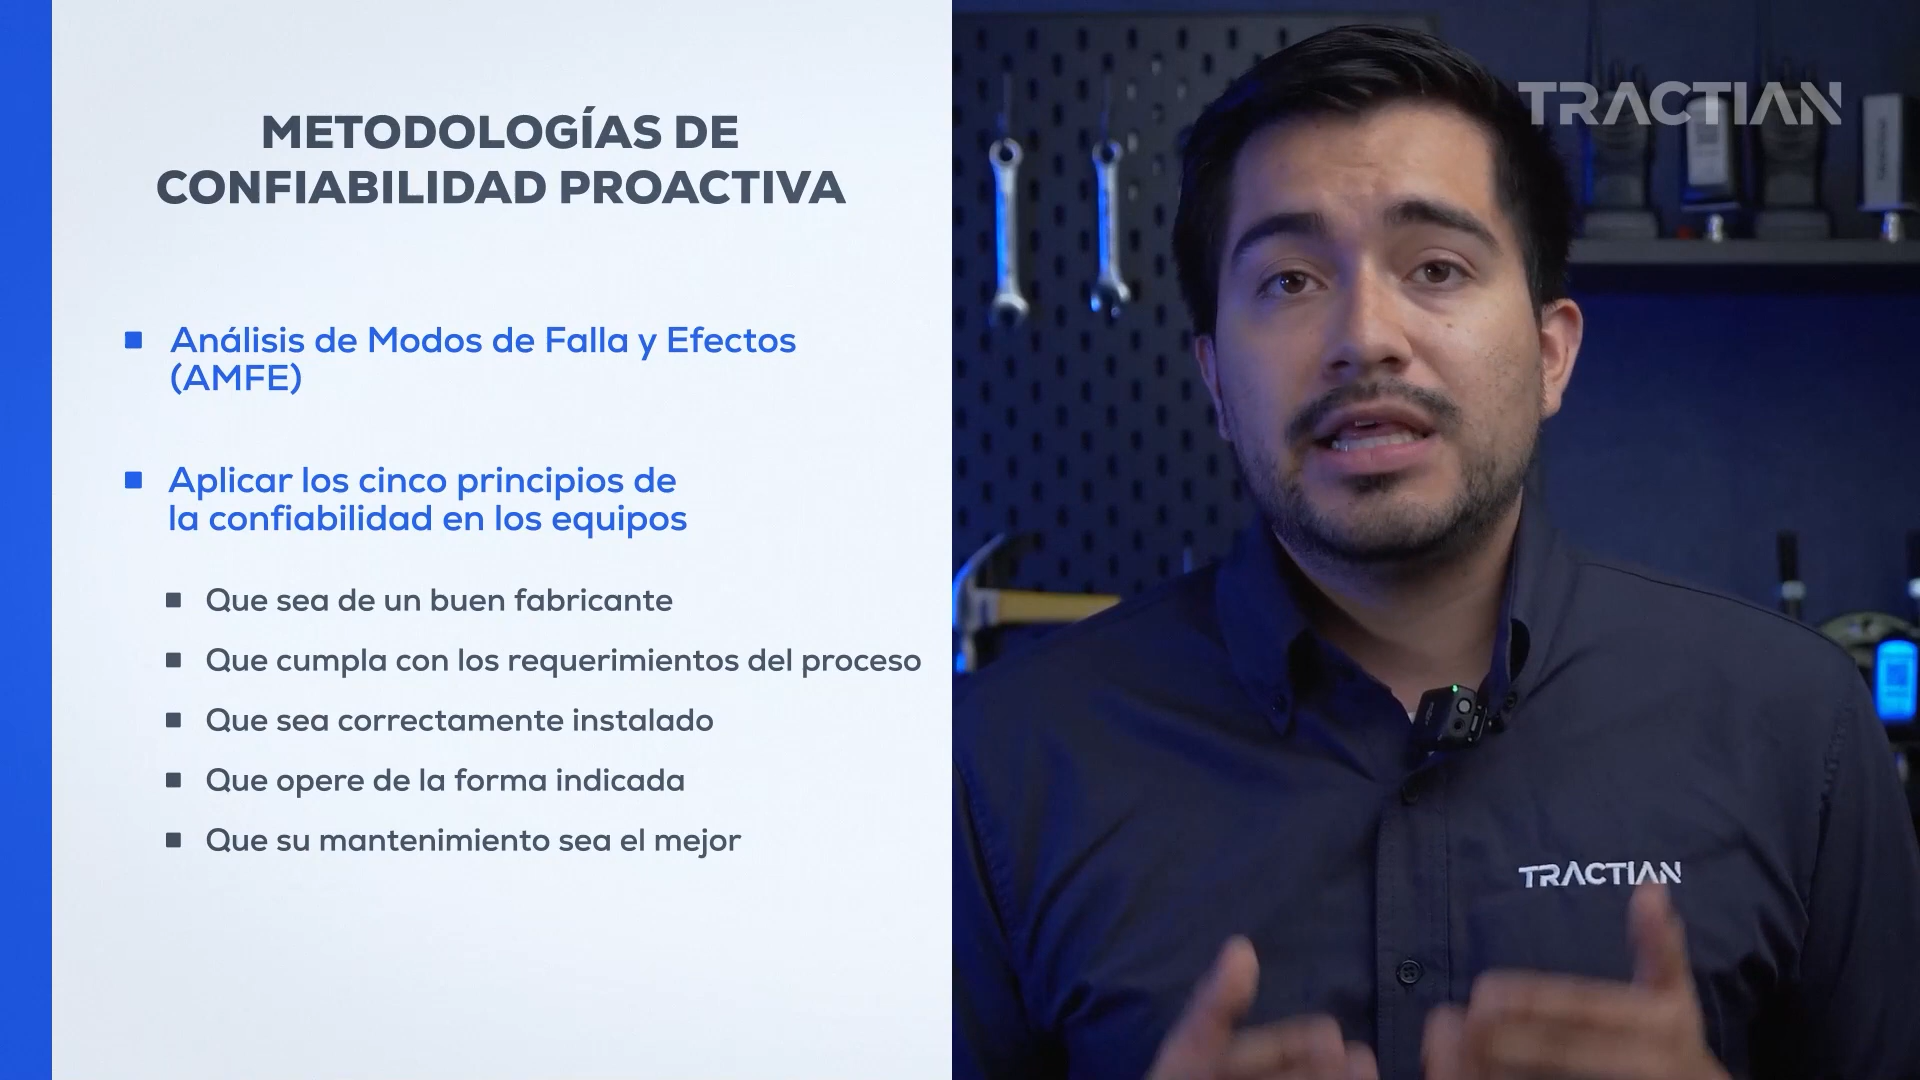 METODOLOGÍAS DE
CONFIABILIDAD PROACTIVA
Análisis de Modos de Falla y Efectos
(AMFE)
Aplicar los cinco principios de
la confiabilidad en los equipos
Que sea de un buen fabricante
Que cumpla con los requerimientos del proceso
Que sea correctamente instalado
Que opere de la forma indicada
Que su mantenimiento sea el mejor
TRACTIAN
TRACTIAN